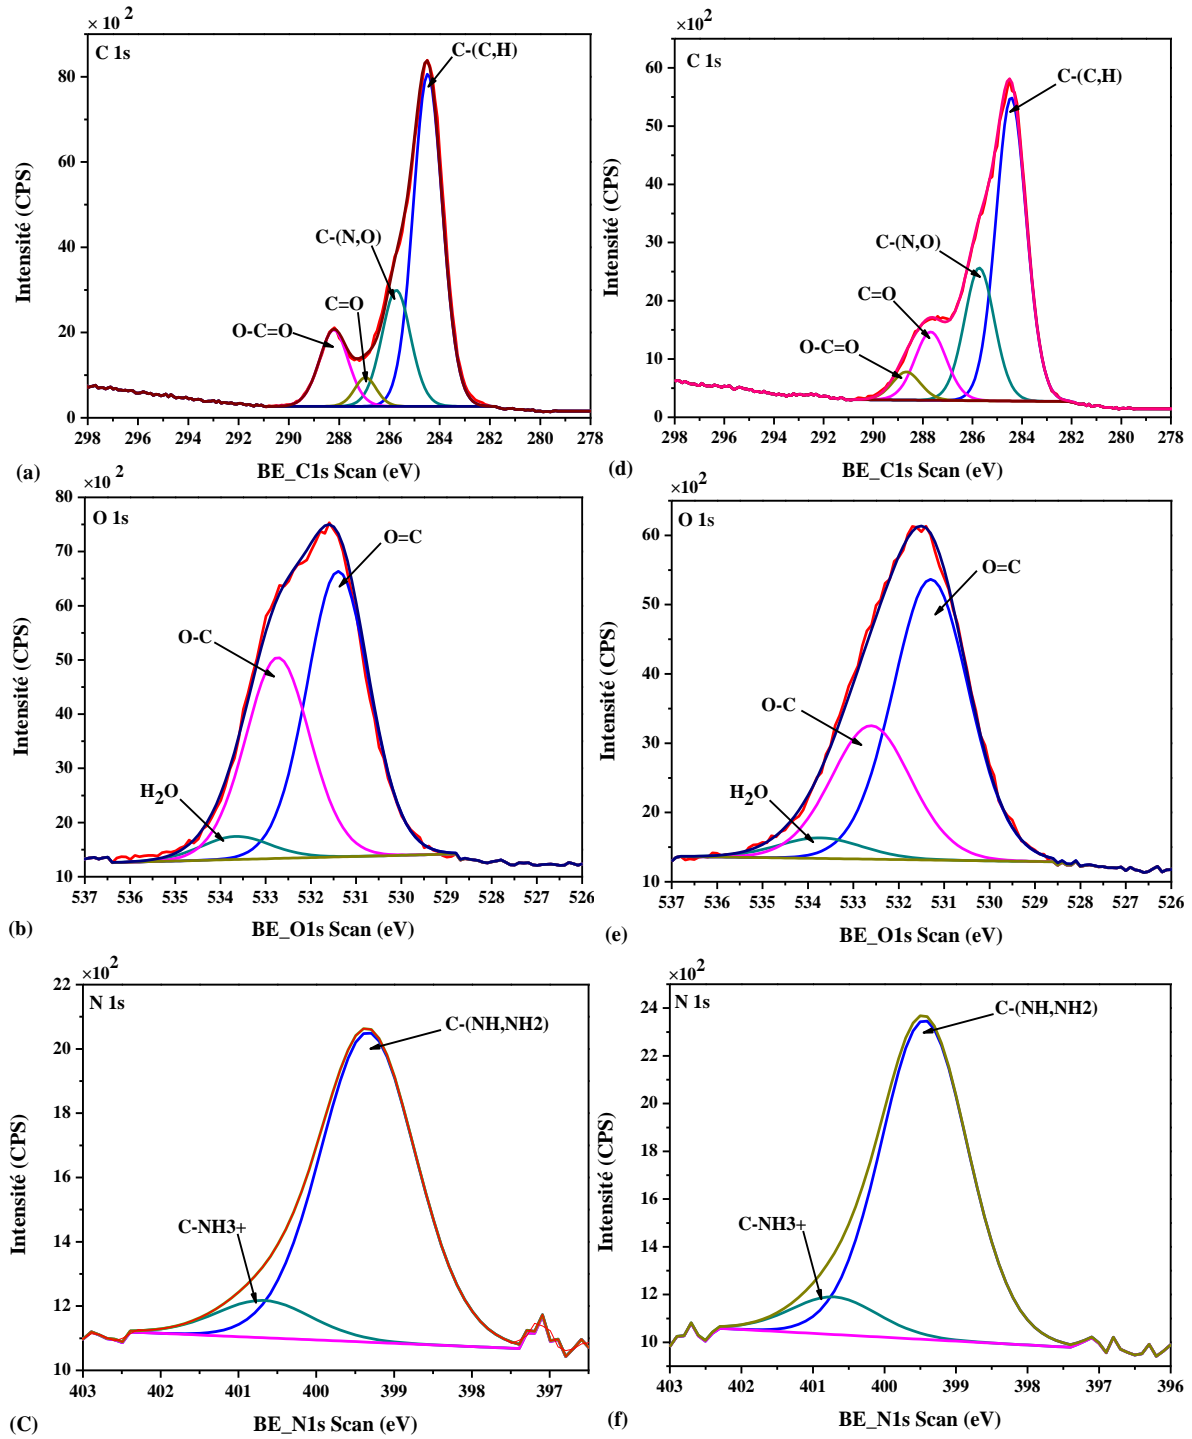 × 10 2
C 1s
C-(C,H)
C-(N,O)
C=O
O-C=O
Intensité (CPS)
80
60
40
20
0
298 296 294 292 290 288 286 284 282 280 278
(a)
BE_C1s Scan (eV)
×10 2
C 1s
C-(C,H)
C-(N,O)
C=O
O-C=O
Intensité (CPS)
60
50
40
30
20
10
0
298 296 294 292 290 288 286 284 282 280 278
(d)
BE_C1s Scan (eV)
×10 2
O 1s
O=C
O-C
H2O
Intensité (CPS)
80
70
60
50
40
30
20
10
537 535 534 533 532 531 530 529 527 526
(b)
BE_O1s Scan (eV)
×10 2
O 1s
O=C
O-C
H2O
Intensité (CPS)
60
50
40
30
20
10
537 535 534 533 532 531 530 529 527 526
(e)
BE_O1s Scan (eV)
×10 2
N 1s
C-(NH,NH2)
C-NH3+
Intensité (CPS)
22
20
18
16
14
12
10
403 402 401 400 399 398 397
(C)
BE_N1s Scan (eV)
×10 2
N 1s
C-(NH,NH2)
C-NH3+
Intensité (CPS)
24
22
20
18
16
14
12
10
403 402 401 400 399 398 397 396
(f)
BE_N1s Scan (eV)